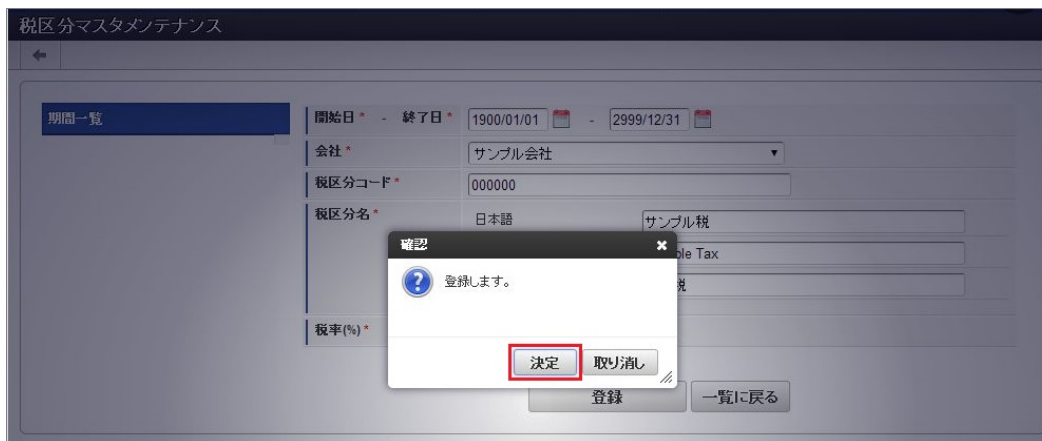 税区分マスタメンテナンス
期間一覧
開始日* - 終了日* 1900/01/01 - 2999/12/31
会社* サンプル会社
税区分コード* 000000
税区分名* 日本語 サンプル税
確認
ple Tax
登録します。
税
税率(%)*
決定 取り消し
登録 一覧に戻る